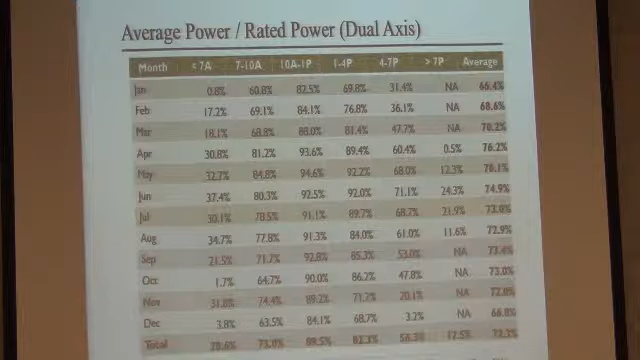 Average Power / Rated Power (Dual Axis)
Month < 7A 7-10A 10A-1P 1-4P 4-7P > 7P Average
Jan 0.8% 60.8% 82.5% 69.8% 31.4% NA 66.4%
Feb 17.2% 69.1% 84.1% 76.8% 36.1% NA 68.6%
Mar 18.1% 68.8% 88.0% 81.4% 47.7% NA 70.2%
Apr 30.8% 81.2% 93.6% 89.4% 60.4% 0.5% 76.2%
May 32.7% 84.8% 94.6% 92.2% 68.0% 12.3% 76.1%
Jun 37.4% 80.3% 92.5% 92.0% 71.1% 24.3% 74.9%
Jul 30.1% 78.5% 91.1% 89.7% 68.7% 21.9% 73.0%
Aug 34.7% 77.8% 91.3% 84.0% 61.0% 11.6% 72.9%
Sep 21.5% 71.7% 92.8% 85.3% 53.0% NA 73.4%
Oct 1.7% 64.7% 90.0% 86.2% 47.8% NA 73.0%
Nov 31.8% 74.4% 89.2% 71.2% 20.1% NA 72.8%
Dec 3.8% 63.5% 84.1% 68.7% 3.2% NA 66.8%
Total 73.0% 89.5% 82.3% 12.5%